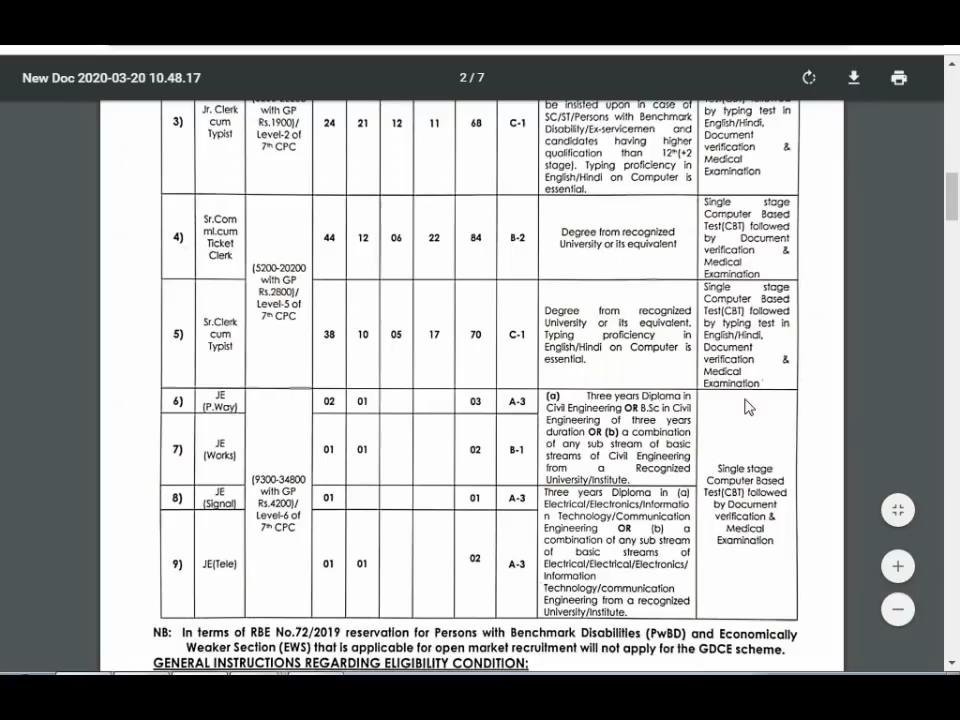 New Doc 2020-03-20 10.48.17
2 / 7
3)
Jr. Clerk
cum
Typist
with GP
Rs.1900)/
Level-2 of
7th CPC
24
21
12
11
68
C-1
be insisted upon in case of
SC/ST/Persons with Benchmark
Disability/Ex-servicemen and
candidates having higher
qualification than 12th(+2
stage). Typing proficiency in
English/Hindi on Computer is
essential.
by typing test in
English/Hindi,
Document
verification &
Medical
Examination
4)
Sr.Com
ml.cum
Ticket
Clerk
(5200-20200
with GP
Rs.2800)/
Level-5 of
7th CPC
44
12
06
22
84
B-2
Degree from recognized
University or its equivalent
Single stage
Computer Based
Test(CBT) followed
by Document
verification &
Medical
Examination
5)
Sr.Clerk
cum
Typist
38
10
05
17
70
C-1
Degree from recognized
University or its equivalent.
Typing proficiency in
English/Hindi on Computer is
essential.
Single stage
Computer Based
Test(CBT) followed
by typing test in
English/Hindi,
Document
verification &
Medical
Examination
6)
JE
(P.Way)
(9300-34800
with GP
Rs.4200)/
Level-6 of
7th CPC
02
01
03
A-3
(a) Three years Diploma in
Civil Engineering OR B.Sc in Civil
Engineering of three years
duration OR (b) a combination
of any sub stream of basic
streams of Civil Engineering
from a Recognized
University/Institute.
Single stage
Computer Based
Test(CBT) followed
by Document
verification &
Medical
Examination
7)
JE
(Works)
01
01
02
B-1
8)
JE
(Signal)
01
01
A-3
Three years Diploma in (a)
Electrical/Electronics/Informatio
n Technology/Communication
Engineering OR (b) a
combination of any sub stream
of basic streams of
Electrical/Electrical/Electronics/
Information
Technology/communication
Engineering from a recognized
University/Institute.
9)
JE(Tele)
01
01
02
A-3
NB: In terms of RBE No.72/2019 reservation for Persons with Benchmark Disabilities (PwBD) and Economically
Weaker Section (EWS) that is applicable for open market recruitment will not apply for the GDCE scheme.
GENERAL INSTRUCTIONS REGARDING ELIGIBILITY CONDITION: